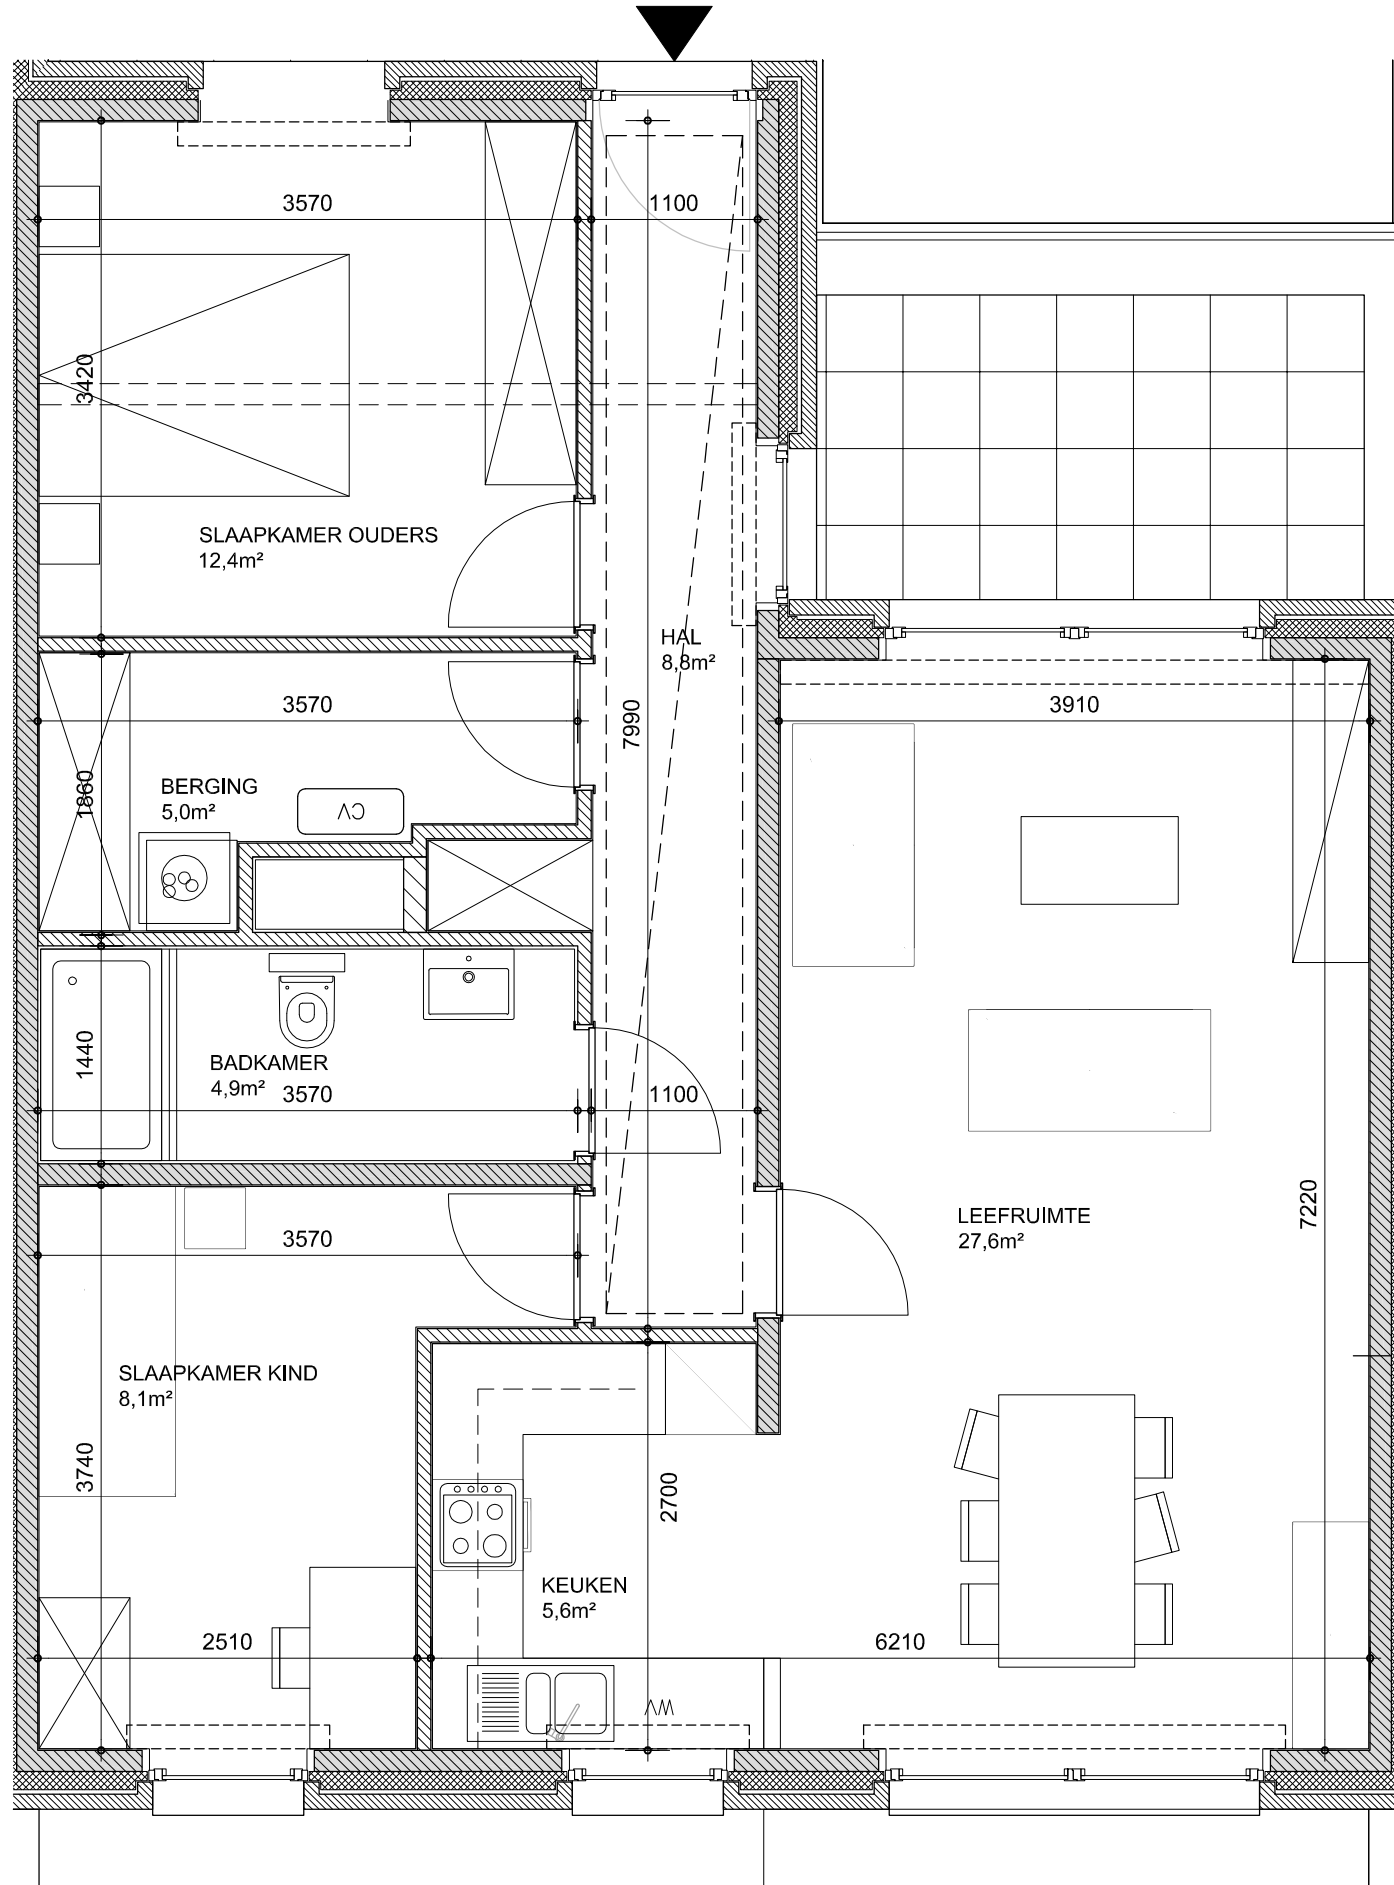 3570
1100
3420
SLAAPKAMER OUDERS
12,4m²
HAL
8,8m²
3570
7990
3910
BERGING
5,0m²
1860
CV
1440
BADKAMER
4,9m²
3570
1100
3570
LEEFRUIMTE
27,6m²
7220
SLAAPKAMER KIND
8,1m²
3740
2700
KEUKEN
5,6m²
2510
6210
VW